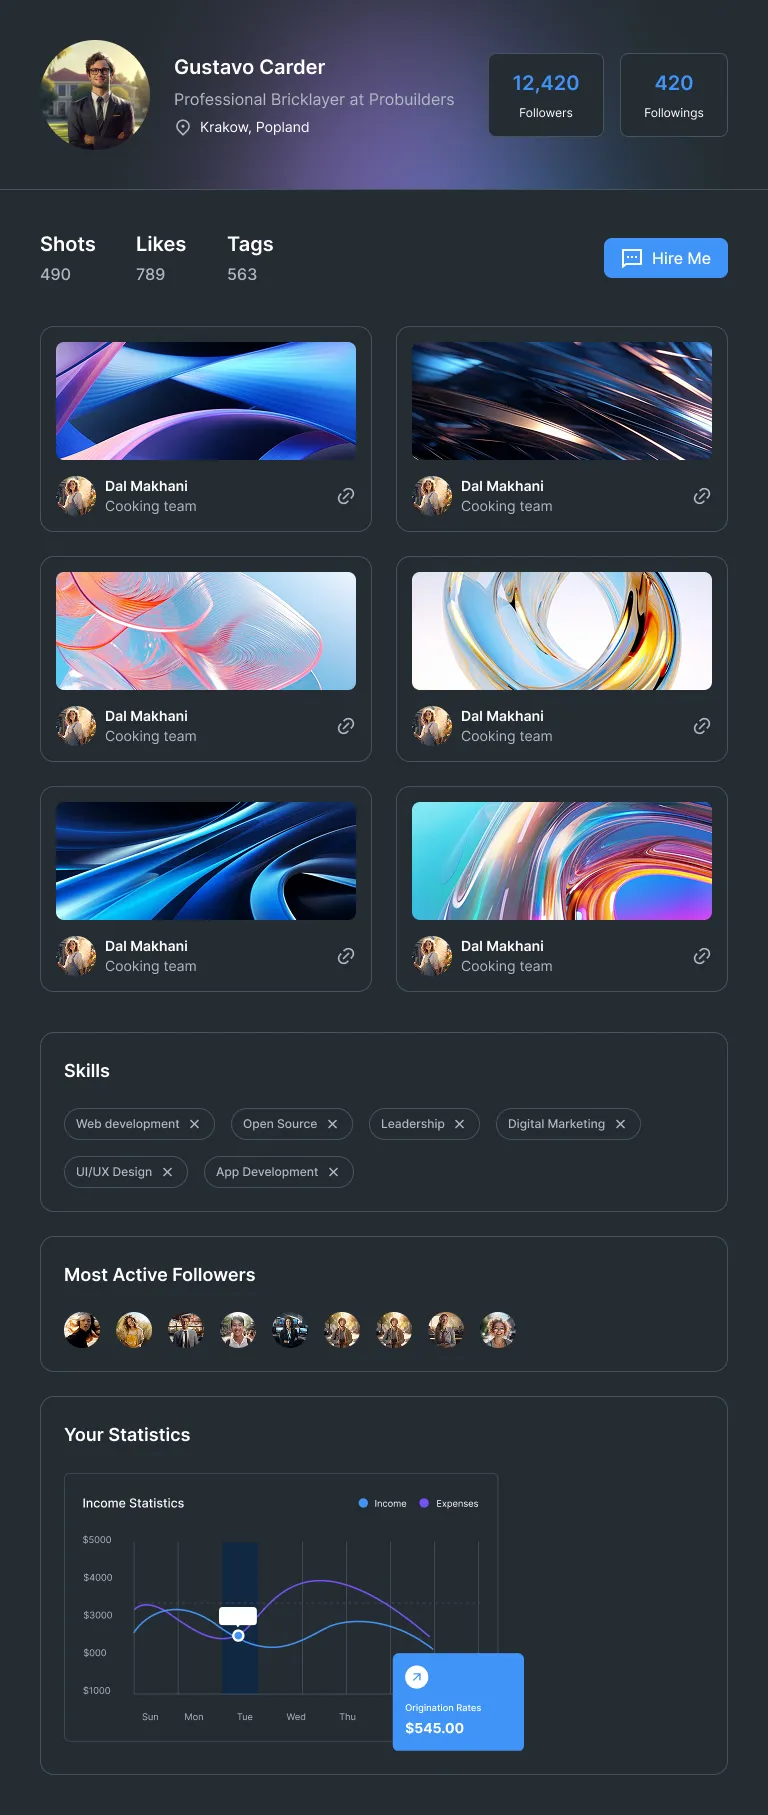 Gustavo Carder
Professional Bricklayer at Probuilders
Krakow, Popland
12,420
Followers
420
Followings
Shots
490
Likes
789
Tags
563
Hire Me
Dal Makhani
Cooking team
Dal Makhani
Cooking team
Dal Makhani
Cooking team
Dal Makhani
Cooking team
Dal Makhani
Cooking team
Dal Makhani
Cooking team
Skills
Web development
Open Source
Leadership
Digital Marketing
UI/UX Design
App Development
Most Active Followers
Your Statistics
Income Statistics
Income
Expenses
$5000
$4000
$3000
$000
$1000
Sun Mon Tue Wed Thu
Origination Rates
$545.00